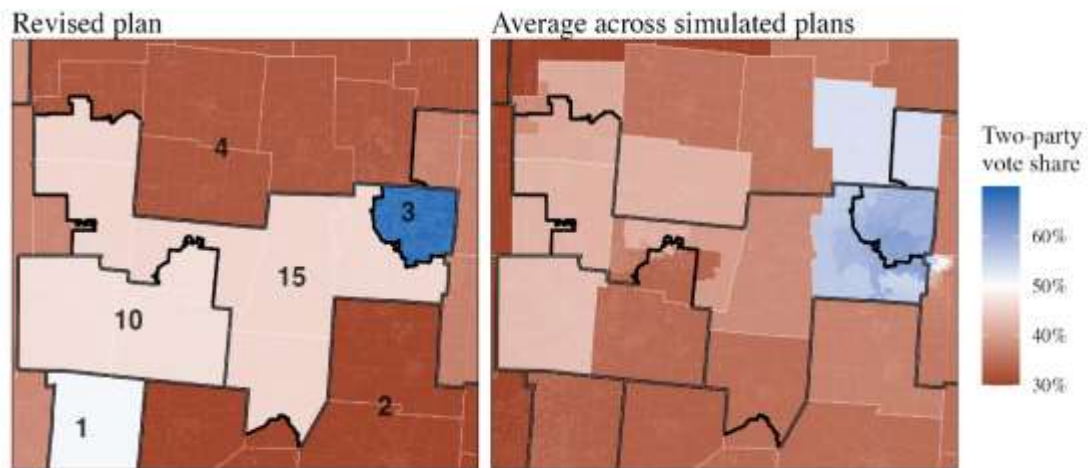 Revised plan
Average across simulated plans
4
3
15
10
2
1
Two-party
vote share
60%
50%
40%
30%